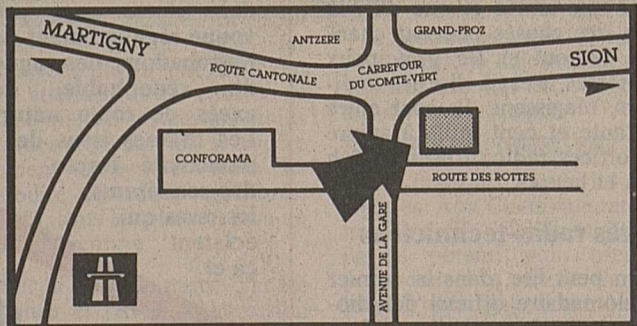 MARTIGNY
ANTZERE
GRAND-PROZ
ROUTE CANTONALE
CARREFOUR
DU COMTE-VERT
SION
CONFORAMA
ROUTE DES ROTTES
AVENUE DE LA GARE